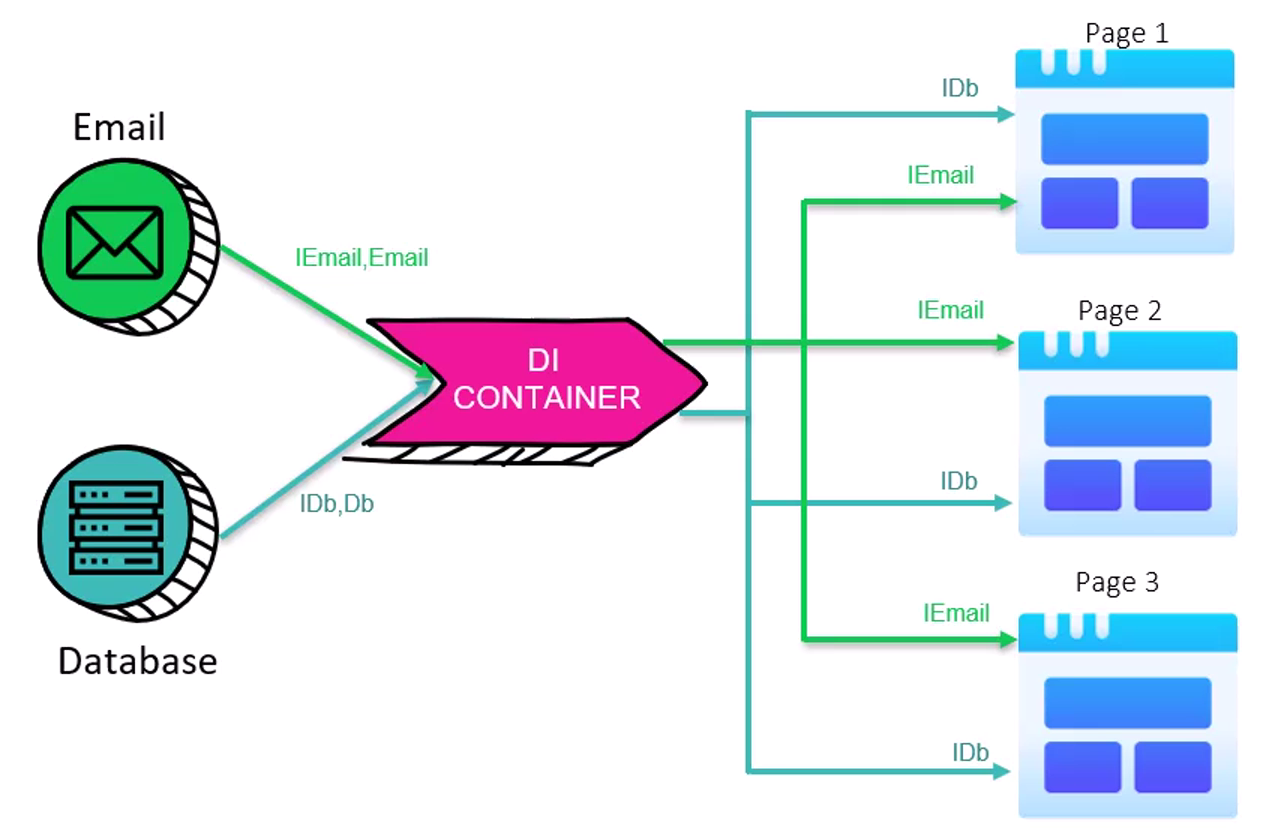 Email
IEmail,Email
DI
CONTAINER
IDb,Db
Database
Page 1
IDb
IEmail
Page 2
IEmail
IDb
Page 3
IEmail
IDb